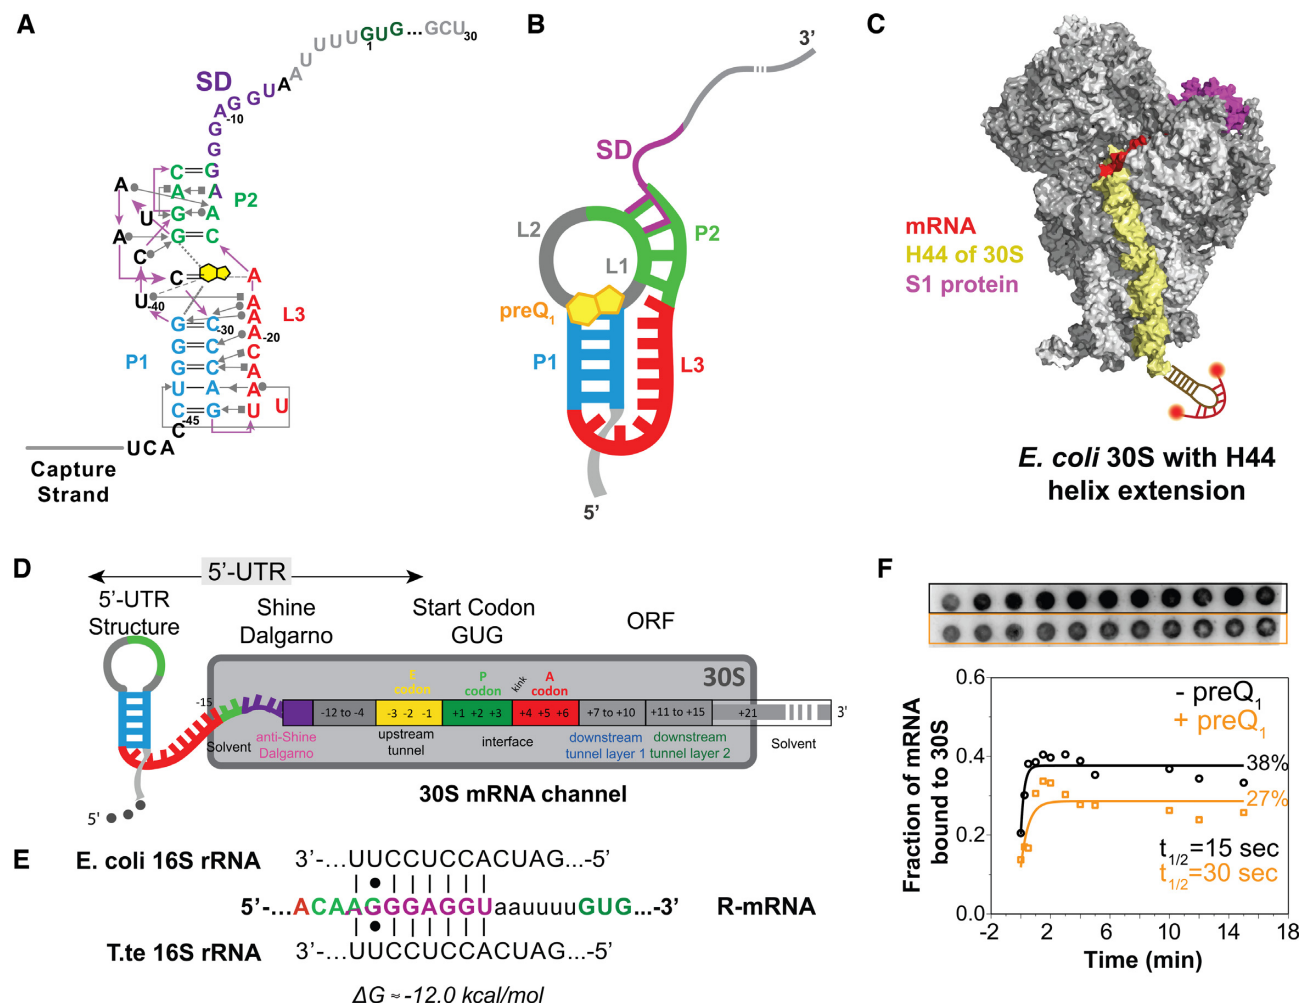 A
B
C
U U U U G U G ... G C U 30
1
A A
SD
A G G U
-10
G
G
C = G
A A
G A
G C
P2
A
U
A
C
C
U -40
A
A
A
A -20
C
A
A
U
U
L3
G = C
-30
G = C
G = C
U — A
C = G
-45
P1
C
UCA
Capture
Strand
3’
SD
L2
P2
L1
preQ1
P1
L3
5’
mRNA
H44 of 30S
S1 protein
E. coli 30S with H44
helix extension
D
5’-UTR
5’-UTR
Structure
Shine
Dalgarno
Start Codon
GUG
ORF
30S
E
codon
P
codon
kink
A
codon
-15
-12 to -4
-3 -2 -1
+1 +2 +3
+4 +5 +6
+7 to +10
+11 to +15
+21
3’
Solvent
anti-Shine
Dalgarno
upstream
tunnel
interface
downstream
tunnel layer 1
downstream
tunnel layer 2
Solvent
30S mRNA channel
5’
E
E. coli 16S rRNA 3’-...UUCCUCCACUAG...-5’
5’-...ACAAGGGAGGUaauuuuGUG...-3’ R-mRNA
T.te 16S rRNA 3’-...UUCCUCCACUAG...-5’
ΔG ≈ -12.0 kcal/mol
F
0.6
0.4
0.2
0.0
Fraction of mRNA
bound to 30S
- preQ1
+ preQ1
38%
27%
t1/2=15 sec
t1/2=30 sec
-2 2 6 10 14 18
Time (min)